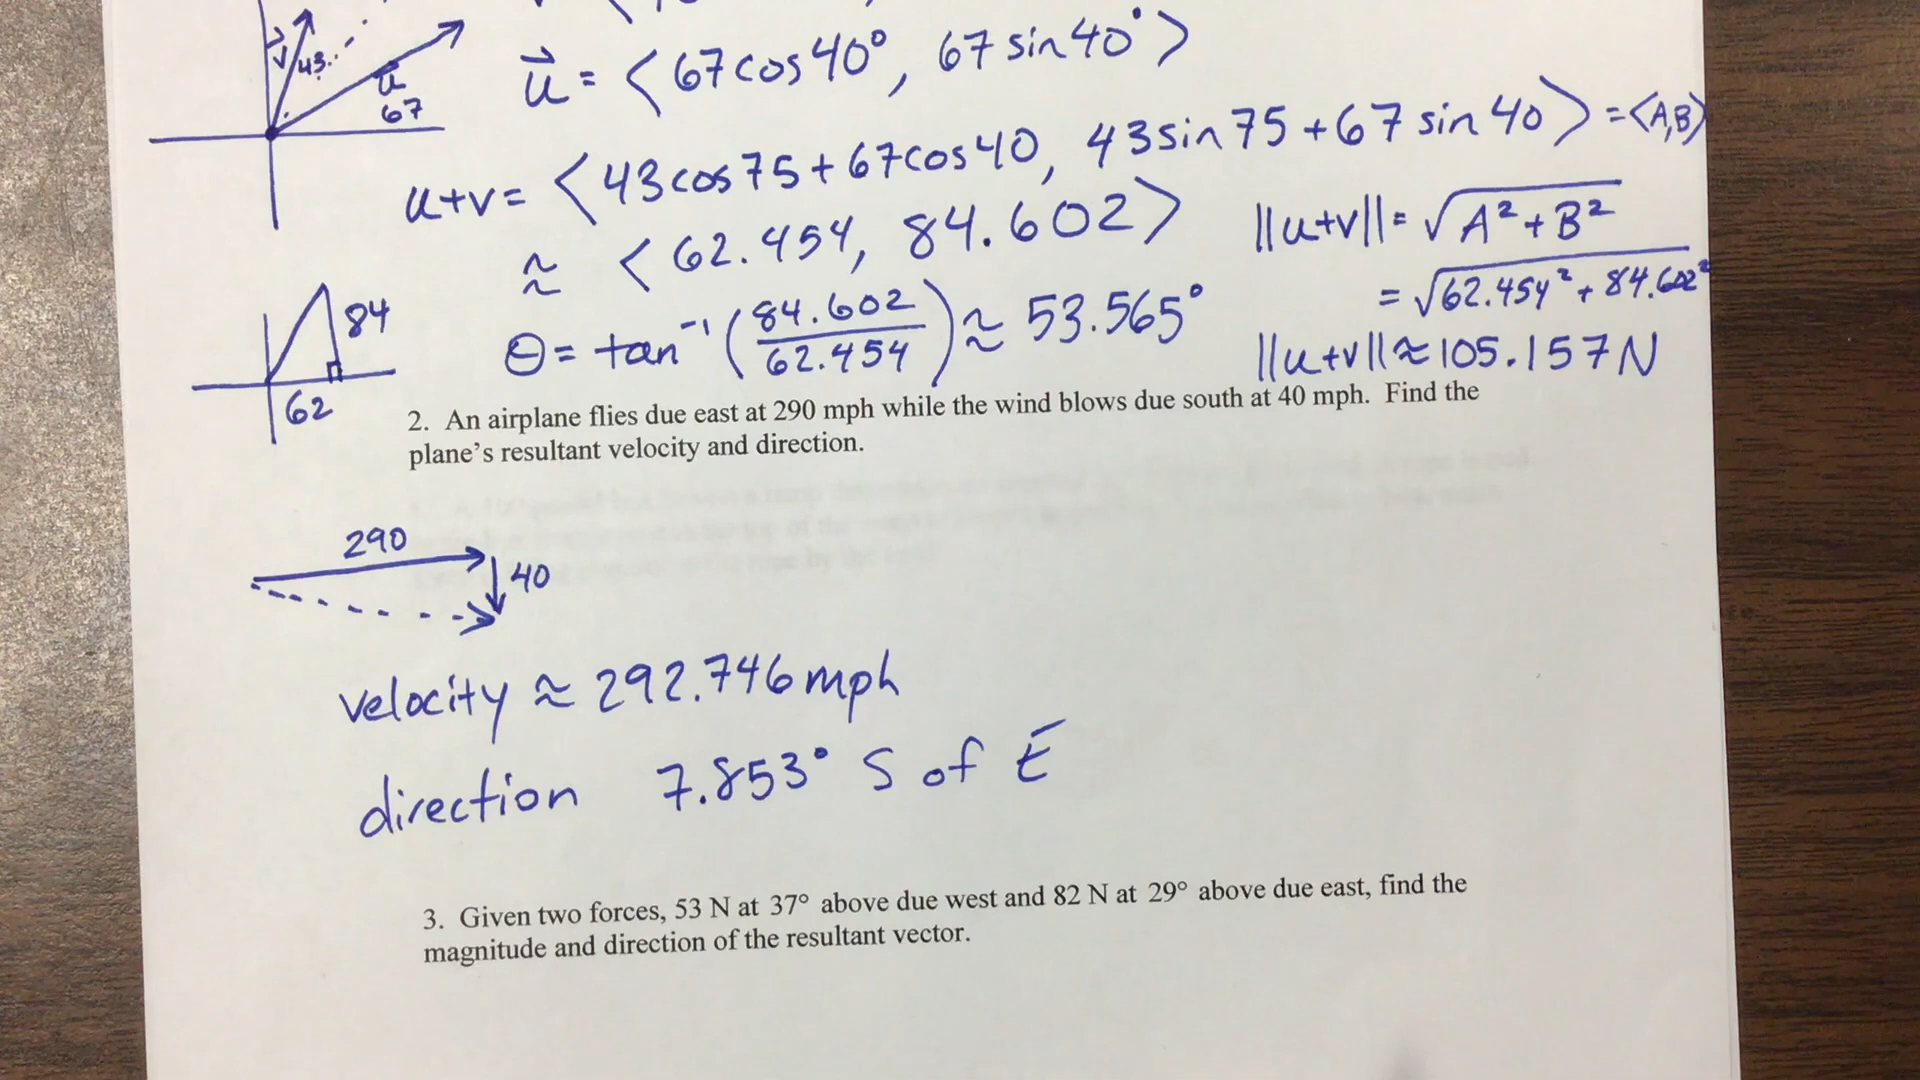 v
43
u
67
u = ⟨67cos40°, 67sin40°⟩
u+v = ⟨43cos75+67cos40, 43sin75+67sin40⟩ = ⟨A,B⟩
≈ ⟨62.454, 84.602⟩
||u+v|| = √A²+B²
= √62.454²+84.602²
84
62
θ = tan⁻¹(84.602/62.454) ≈ 53.565°
||u+v|| ≈ 105.157N
2. An airplane flies due east at 290 mph while the wind blows due south at 40 mph. Find the
plane's resultant velocity and direction.
290
40
velocity ≈ 292.746mph
direction 7.853° S of E
3. Given two forces, 53 N at 37° above due west and 82 N at 29° above due east, find the
magnitude and direction of the resultant vector.